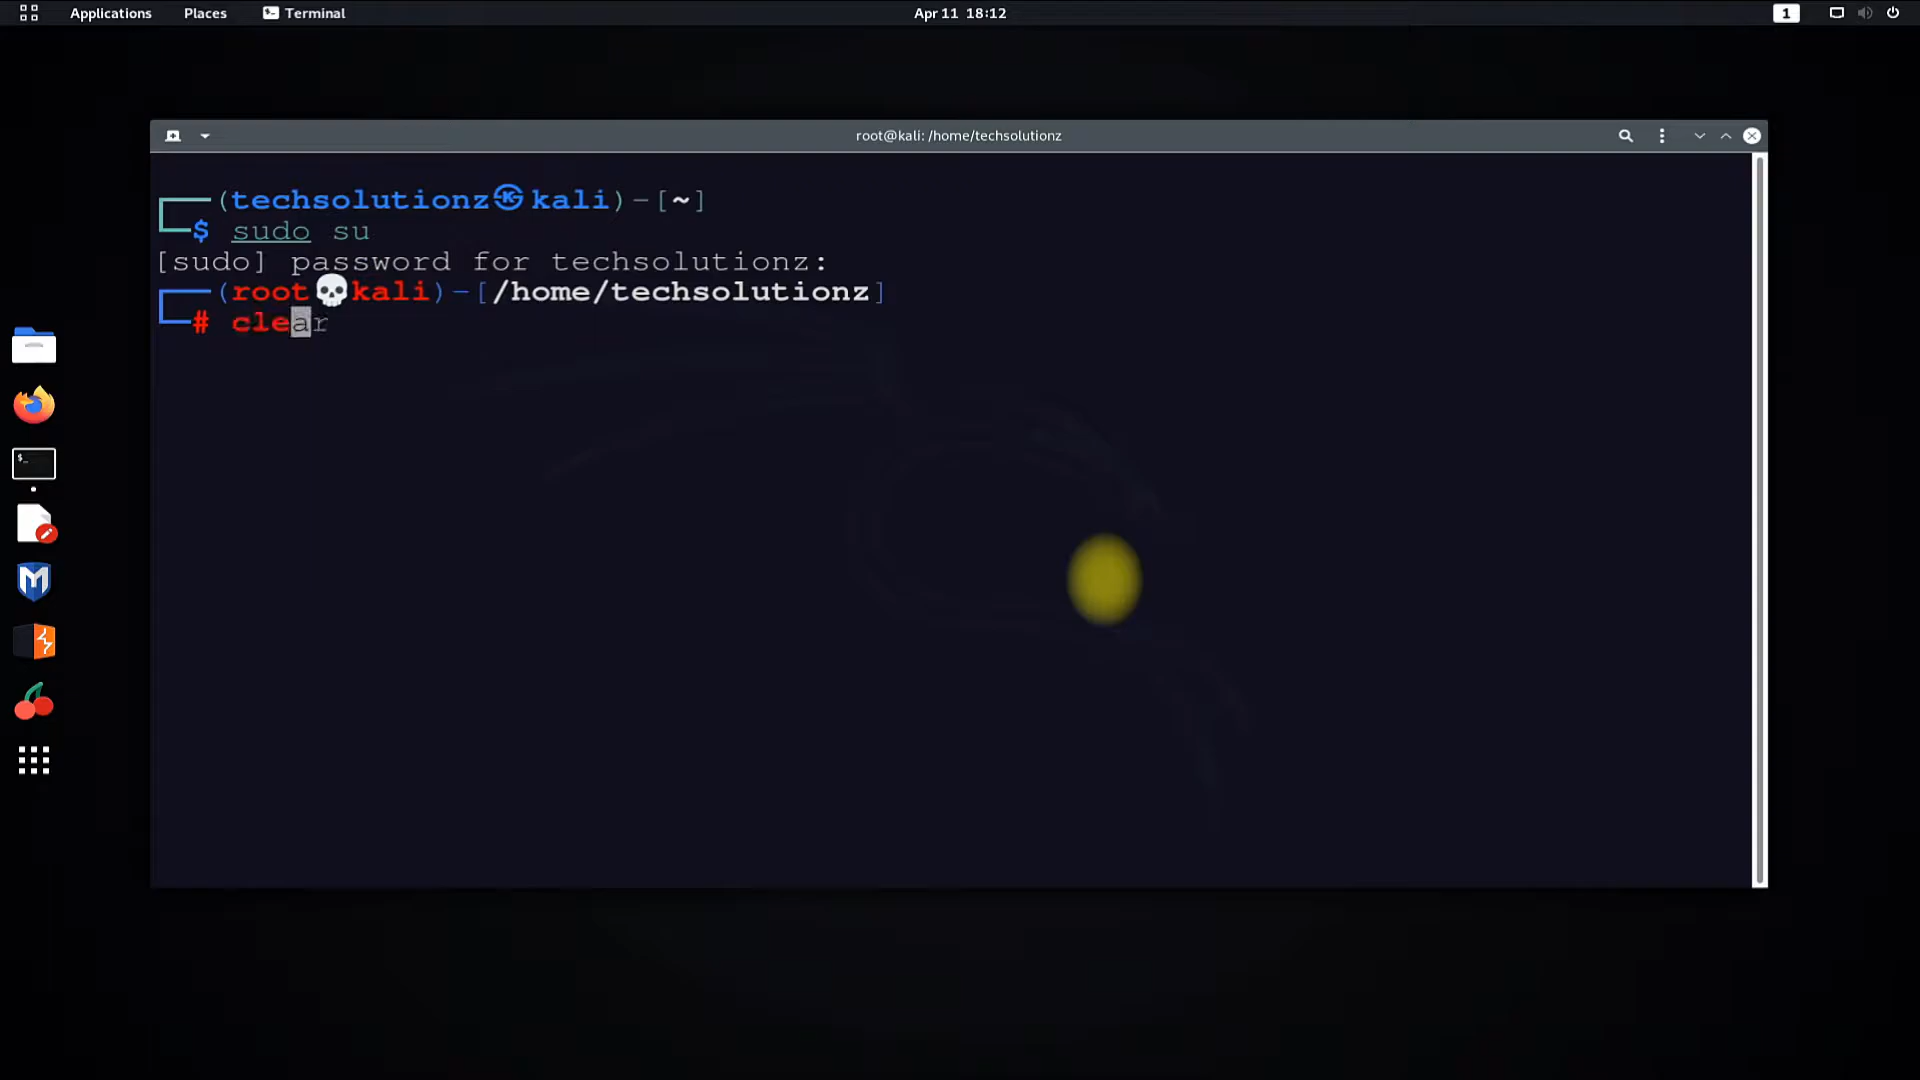 Applications Places Terminal Apr 11 18:12 1
root@kali: /home/techsolutionz
(techsolutionz㉿kali)-[~]
$ sudo su
[sudo] password for techsolutionz:
(root💀kali)-[/home/techsolutionz]
# clear